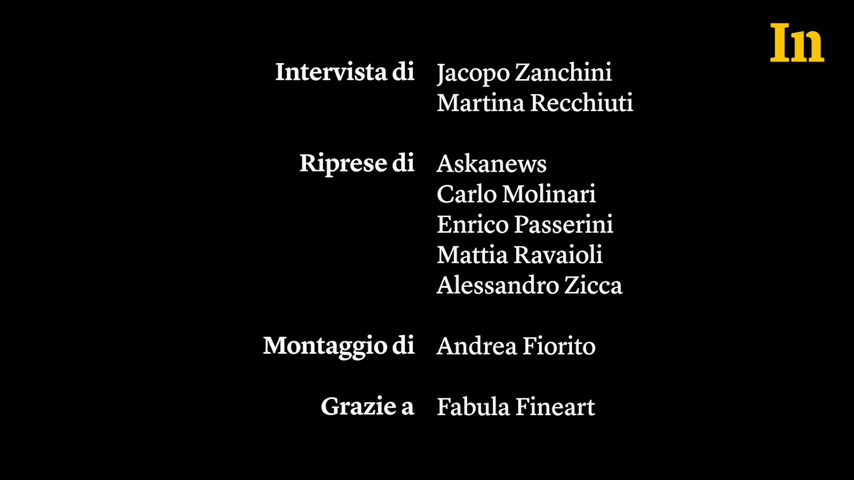 In
Intervista di Jacopo Zanchini
Martina Recchiuti
Riprese di Askanews
Carlo Molinari
Enrico Passerini
Mattia Ravaioli
Alessandro Zicca
Montaggio di Andrea Fiorito
Grazie a Fabula Fineart